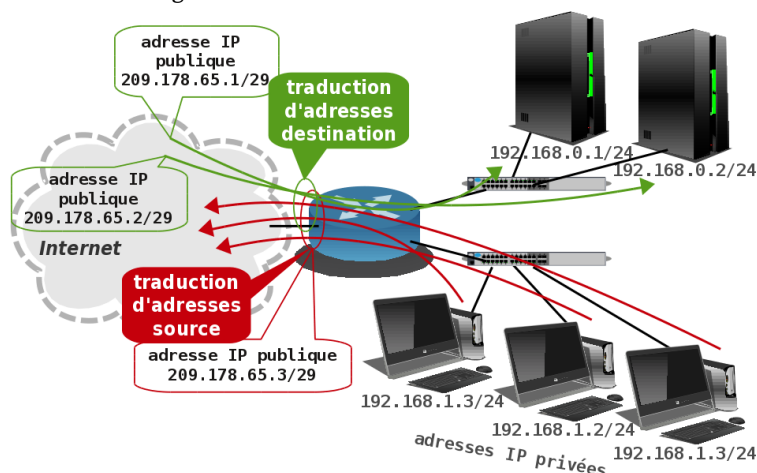 adresse IP
publique
209.178.65.1/29
traduction
d'adresses
destination
192.168.0.1/24
192.168.0.2/24
adresse IP
publique
209.178.65.2/29
Internet
traduction
d'adresses
source
adresse IP publique
209.178.65.3/29
192.168.1.3/24
192.168.1.2/24
192.168.1.3/24
adresses IP privées